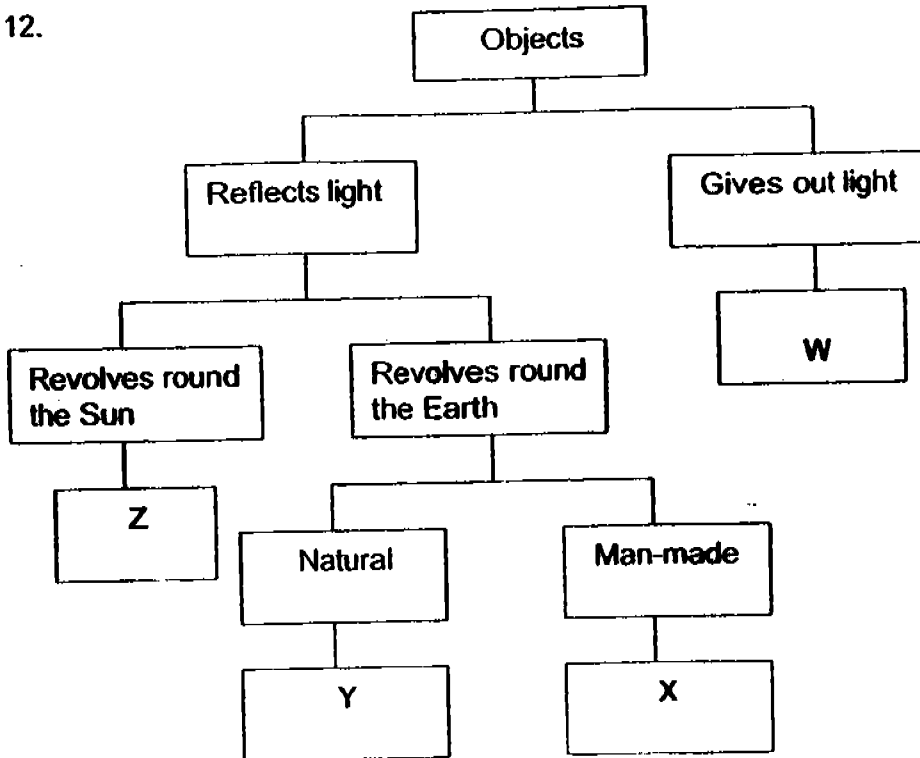 12.
Objects
Reflects light
Gives out light
W
Revolves round
the Sun
Revolves round
the Earth
Z
Natural
Man-made
Y
X